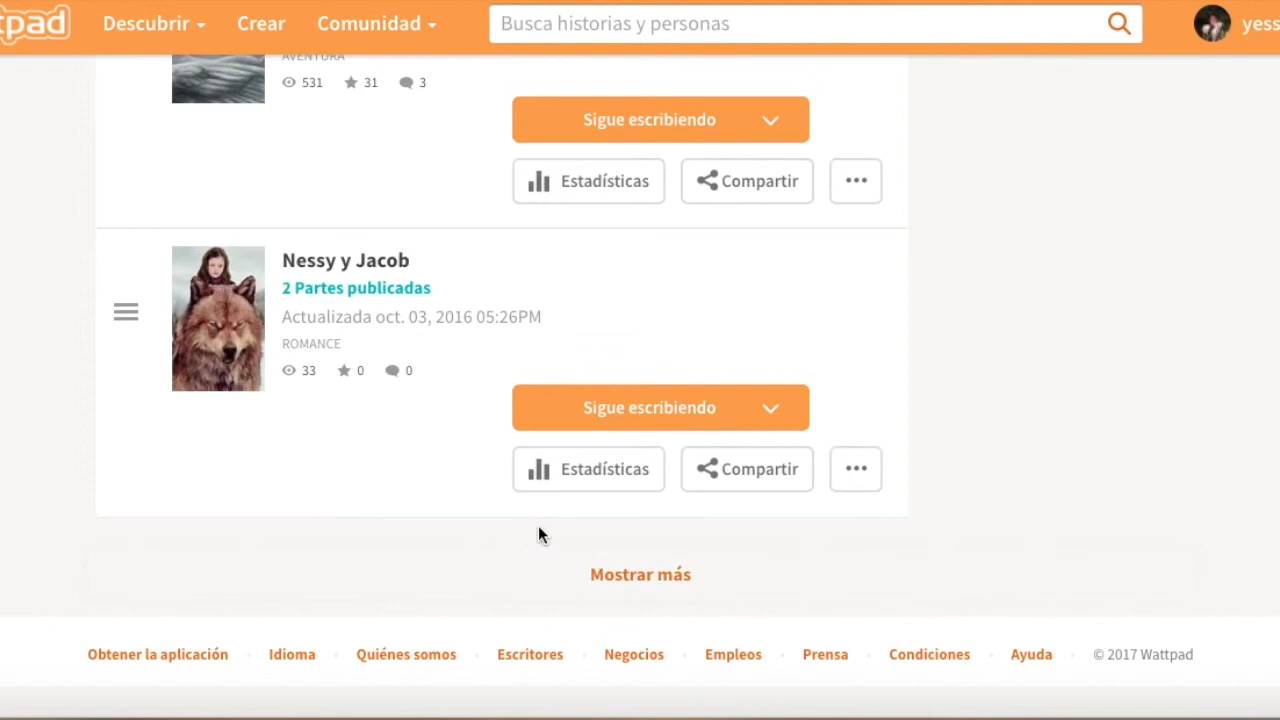 tpad Descubrir Crear Comunidad Busca historias y personas yess
AVENTURA
531 31 3
Sigue escribiendo
Estadísticas Compartir
Nessy y Jacob
2 Partes publicadas
Actualizada oct. 03, 2016 05:26PM
ROMANCE
33 0 0
Sigue escribiendo
Estadísticas Compartir
Mostrar más
Obtener la aplicación Idioma Quiénes somos Escritores Negocios Empleos Prensa Condiciones Ayuda © 2017 Wattpad